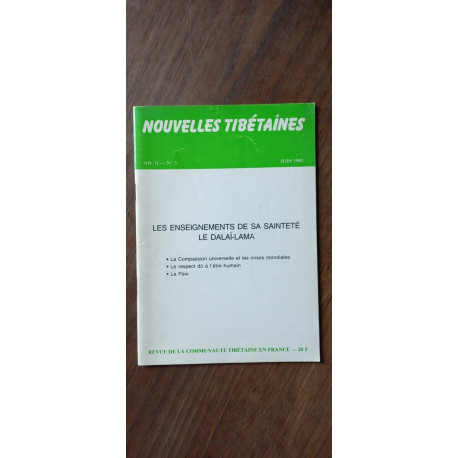 NOUVELLES TIBÉTAINES
JUIN
LES ENSEIGNEMENTS DE SA SAINTETÉ
LE DALAÏ-LAMA
• La Compassion universelle et les crises mondiales
• Le respect dû à l'être humain
• La Paix
REVUE DE LA COMMUNAUTÉ TIBÉTAINE EN FRANCE — 20 F